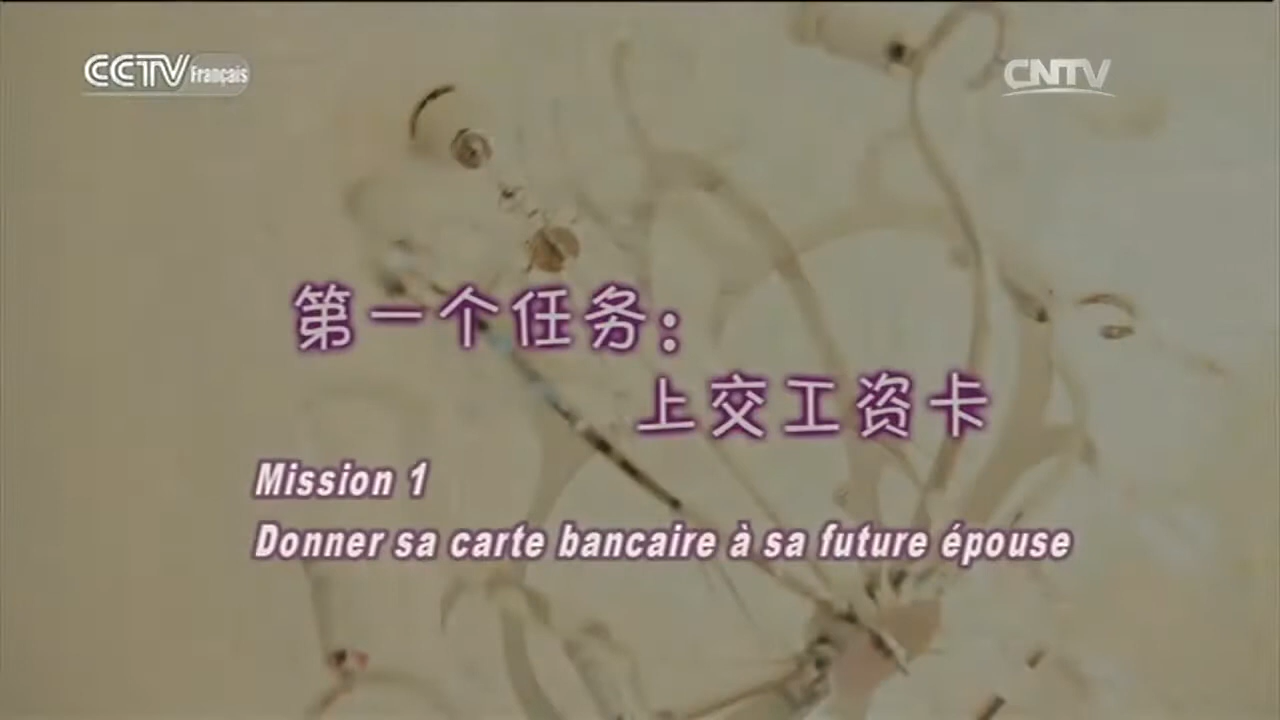 CCTV Français
CNTV
第一个任务：
上交工资卡
Mission 1
Donner sa carte bancaire à sa future épouse